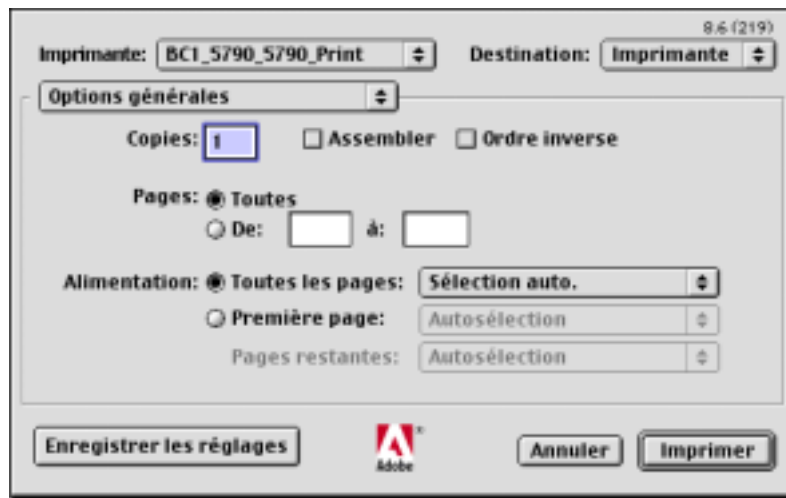 8.6 (219)
Imprimante: BC1_5790_5790_Print Destination: Imprimante
Options générales
Copies: 1 Assembler Ordre inverse
Pages: Toutes
De: à:
Alimentation: Toutes les pages: Sélection auto.
Première page: Autosélection
Pages restantes: Autosélection
Enregistrer les réglages Adobe® Annuler Imprimer